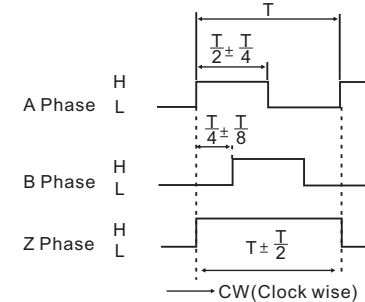 T
T/2 ± T/4
H
A Phase L
T/4 ± T/8
H
B Phase L
H
Z Phase L
T ± T/2
CW(Clock wise)